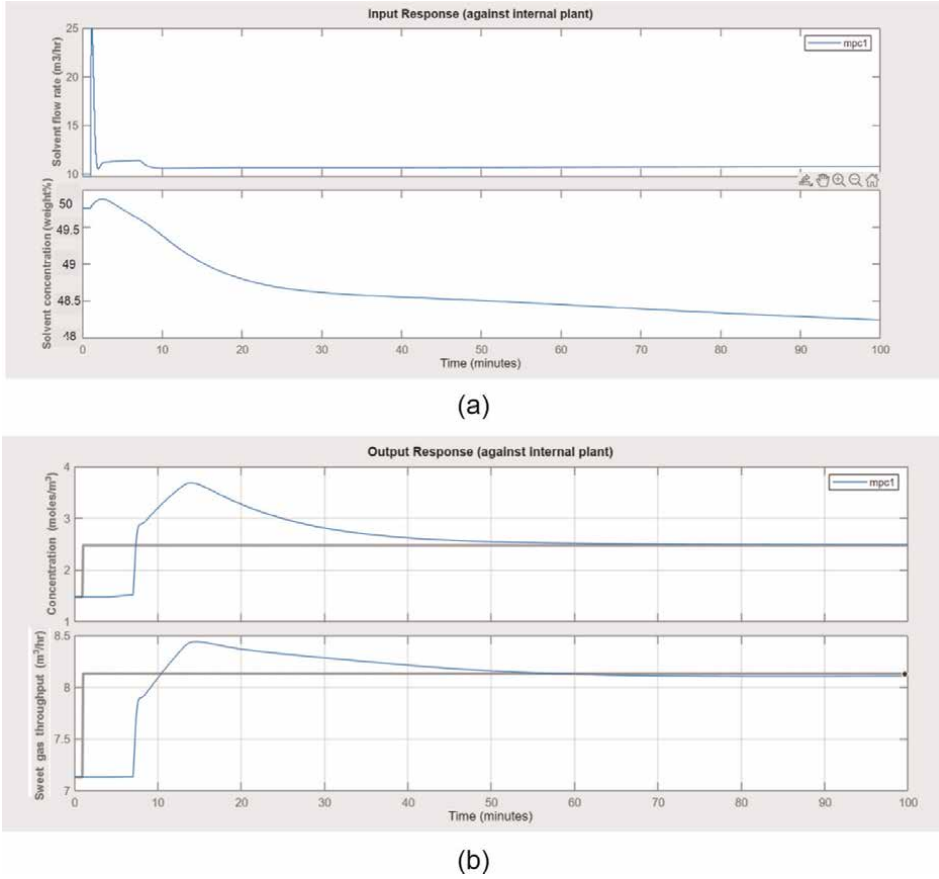 Input Response (against internal plant)
Solvent flow rate (m3/hr)
25
20
15
10
mpc1
Solvent concentration (weight%)
50
49.5
49
48.5
48
0 10 20 30 40 50 60 70 80 90 100
Time (minutes)
(a)
Output Response (against internal plant)
Concentration (moles/m³)
4
3
2
1
mpc1
Sweet gas throughput (m³/hr)
8.5
8
7.5
7
0 10 20 30 40 50 60 70 80 90 100
Time (minutes)
(b)